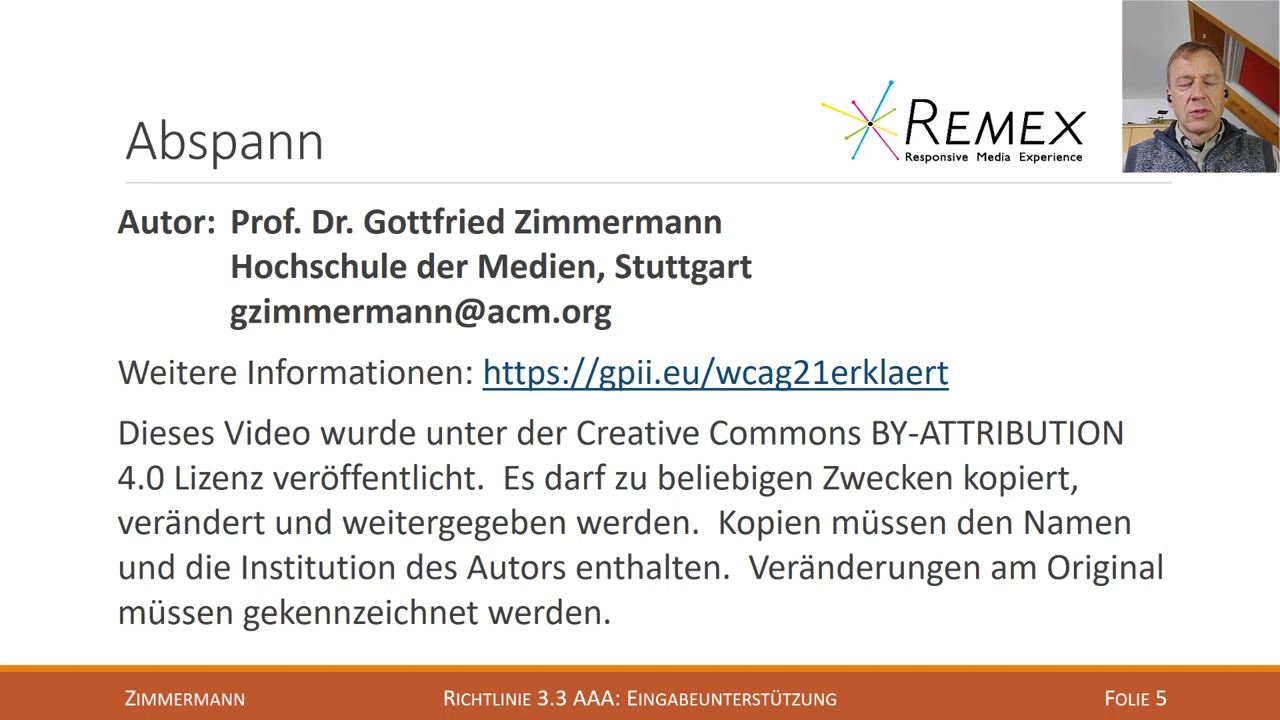 Abspann
REMEX
Responsive Media Experience
Autor: Prof. Dr. Gottfried Zimmermann
Hochschule der Medien, Stuttgart
gzimmermann@acm.org
Weitere Informationen: https://gpii.eu/wcag21erklaert
Dieses Video wurde unter der Creative Commons BY-ATTRIBUTION
4.0 Lizenz veröffentlicht. Es darf zu beliebigen Zwecken kopiert,
verändert und weitergegeben werden. Kopien müssen den Namen
und die Institution des Autors enthalten. Veränderungen am Original
müssen gekennzeichnet werden.
ZIMMERMANN
RICHTLINIE 3.3 AAA: EINGABEUNTERSTÜTZUNG
FOLIE 5